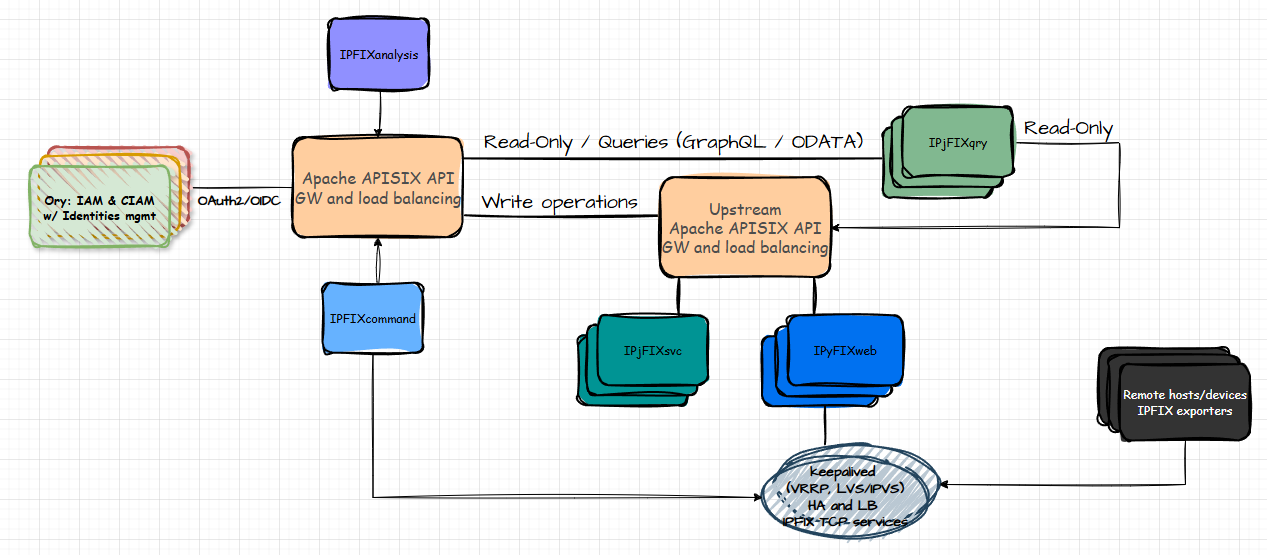 IPFIXanalysis
Read-Only / Queries (GraphQL / ODATA)
IPjFIXqry
Read-Only
Apache APISIX API
GW and load balancing
Ory: IAM & CIAM
w/ Identities mgmt
OAuth2/OIDC
Write operations
Upstream
Apache APISIX API
GW and load balancing
IPFIXcommand
IPjFIXsvc
IPyFIXweb
Remote hosts/devices
IPFIX exporters
Keepalived
(VRRP, LVS/IPVS)
HA and LB
IPFIX-TCP services